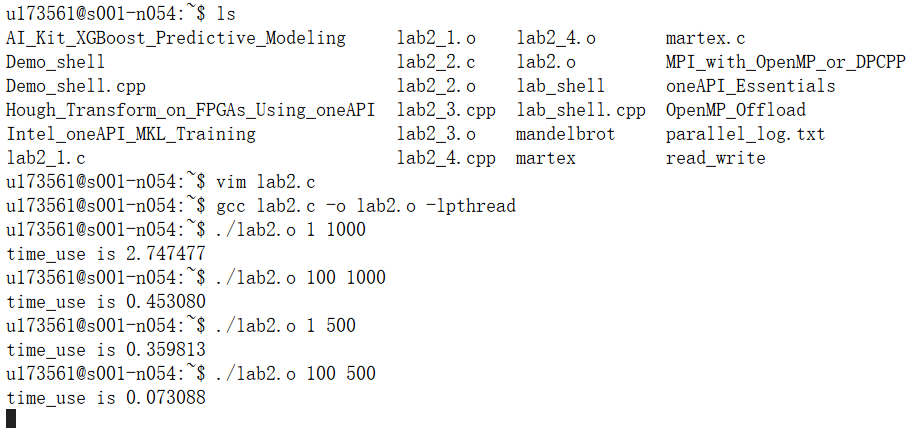 u173561@s001-n054:~$ ls
AI_Kit_XGBoost_Predictive_Modeling lab2_1.o lab2_4.o martex.c
Demo_shell lab2_2.c lab2.o MPI_with_OpenMP_or_DPCPP
Demo_shell.cpp lab2_2.o lab_shell oneAPI_Essentials
Hough_Transform_on_FPGAs_Using_oneAPI lab2_3.cpp lab_shell.cpp OpenMP_Offload
Intel_oneAPI_MKL_Training lab2_3.o mandelbrot parallel_log.txt
lab2_1.c lab2_4.cpp martex read_write
u173561@s001-n054:~$ vim lab2.c
u173561@s001-n054:~$ gcc lab2.c -o lab2.o -lpthread
u173561@s001-n054:~$ ./lab2.o 1 1000
time_use is 2.747477
u173561@s001-n054:~$ ./lab2.o 100 1000
time_use is 0.453080
u173561@s001-n054:~$ ./lab2.o 1 500
time_use is 0.359813
u173561@s001-n054:~$ ./lab2.o 100 500
time_use is 0.073088